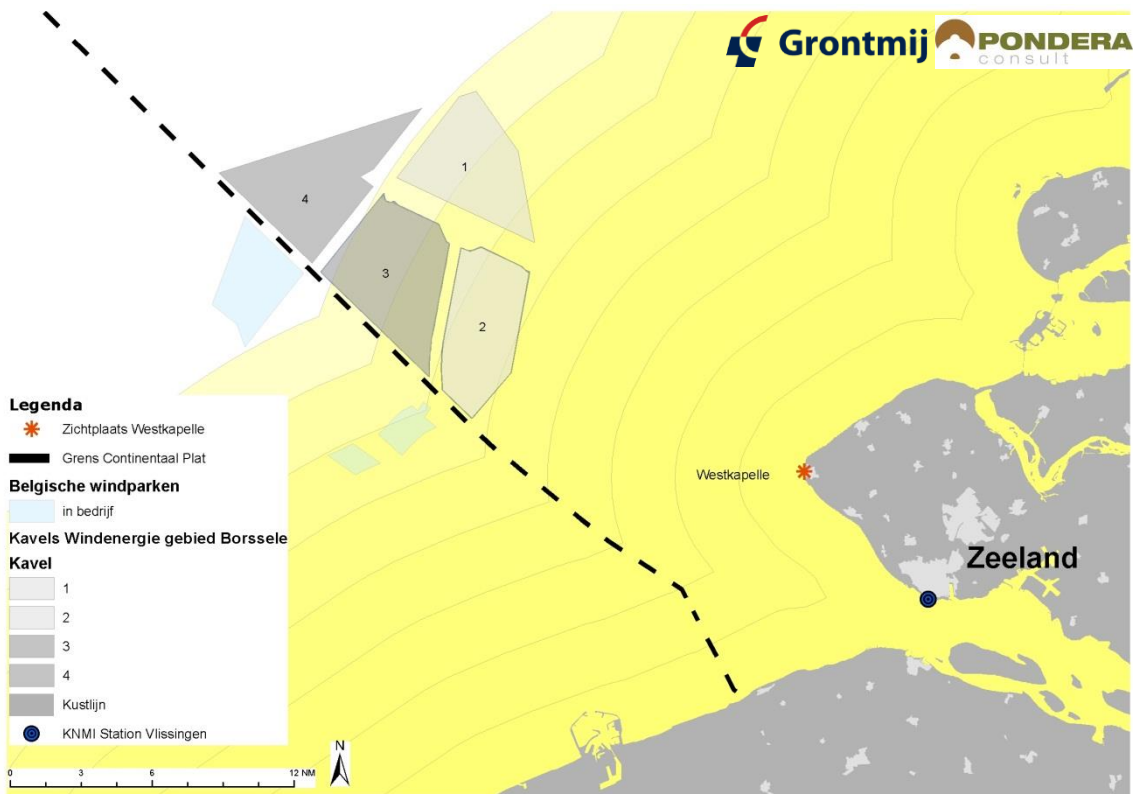 Grontmij
PONDERA
consult
1
4
3
2
Westkapelle
Zeeland
Legenda
Zichtplaats Westkapelle
Grens Continentaal Plat
Belgische windparken
in bedrijf
Kavels Windenergie gebied Borssele
Kavel
1
2
3
4
Kustlijn
KNMI Station Vlissingen
N
0 3 6 12 NM